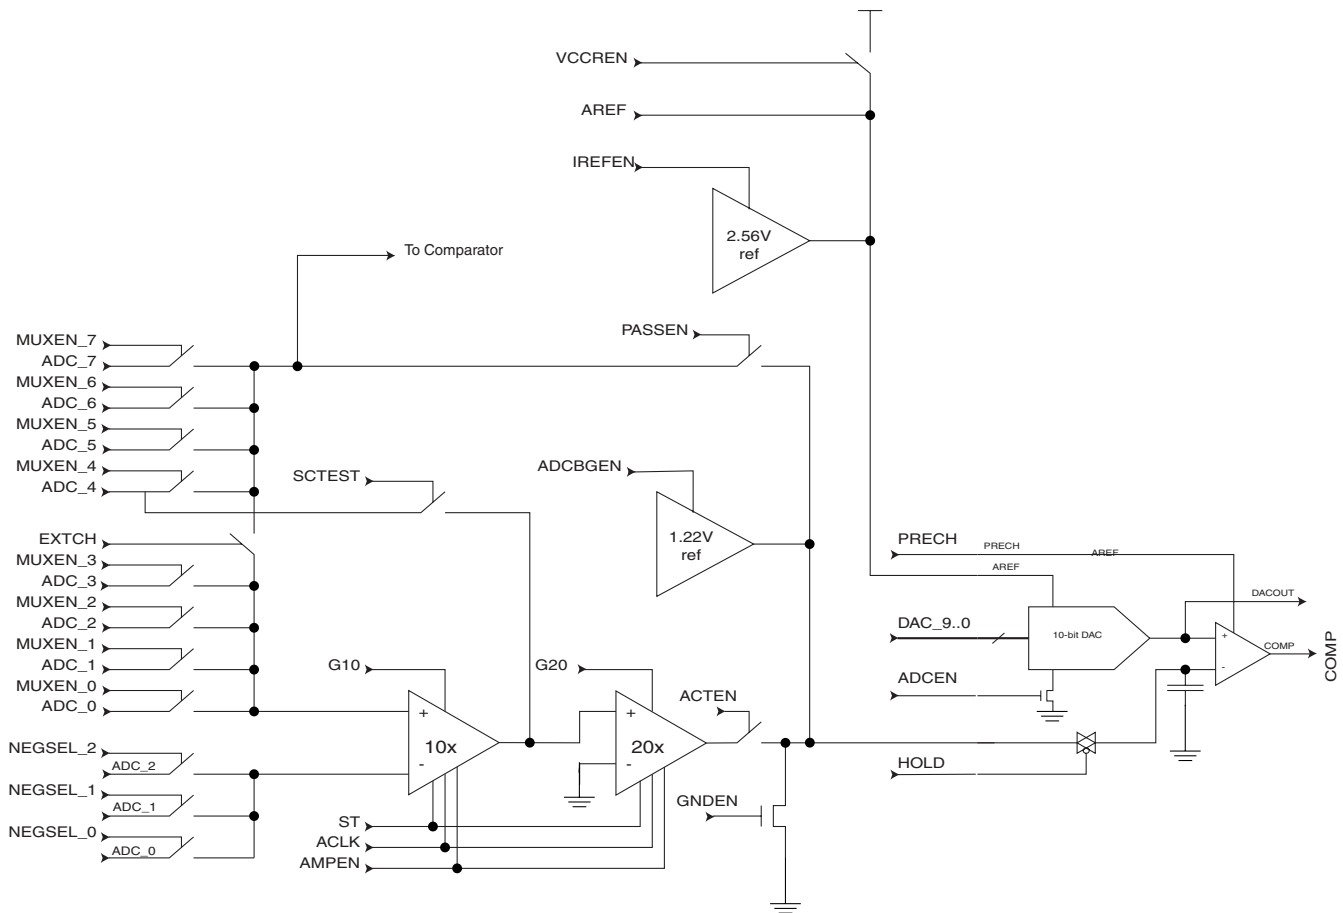 VCCREN
AREF
IREFEN
2.56V
ref
To Comparator
PASSEN
MUXEN_7
ADC_7
MUXEN_6
ADC_6
MUXEN_5
ADC_5
MUXEN_4
ADC_4
SCTEST
ADCBGEN
1.22V
ref
EXTCH
MUXEN_3
ADC_3
MUXEN_2
ADC_2
MUXEN_1
ADC_1
MUXEN_0
ADC_0
PRECH
PRECH
AREF
AREF
DACOUT
DAC_9..0
10-bit DAC
+
-
COMP
COMP
ADCEN
G10
G20
ACTEN
+
10x
-
+
20x
-
NEGSEL_2
ADC_2
NEGSEL_1
ADC_1
NEGSEL_0
ADC_0
HOLD
GNDEN
ST
ACLK
AMPEN